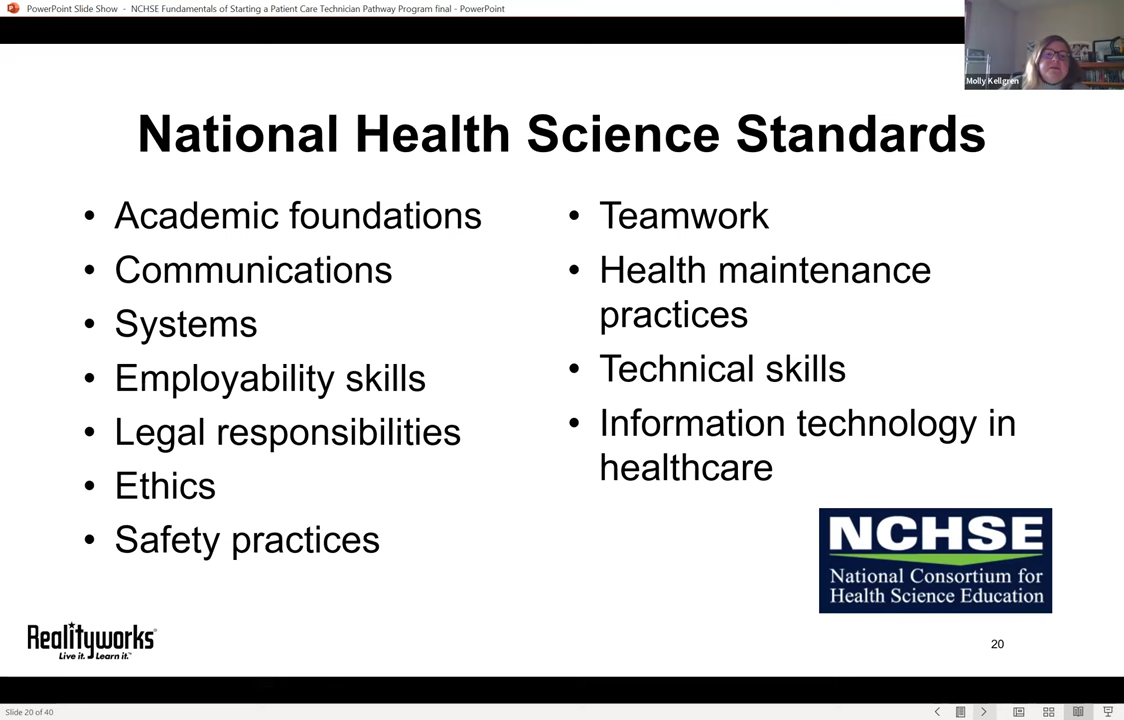 PowerPoint Slide Show - NCHSE Fundamentals of Starting a Patient Care Technician Pathway Program final - PowerPoint
Molly Kellgren
National Health Science Standards
• Academic foundations
• Communications
• Systems
• Employability skills
• Legal responsibilities
• Ethics
• Safety practices
• Teamwork
• Health maintenance
practices
• Technical skills
• Information technology in
healthcare
NCHSE
National Consortium for
Health Science Education
Realityworks®
Live it. Learn it.™
20
Slide 20 of 40